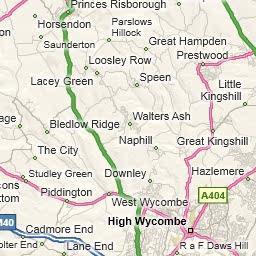 Princes Risborough
Parslows
Hillock
Horsendon
Saunderton
Great Hampden
Prestwood
Loosley Row
Lacey Green
Speen
Little
Kingshill
Walters Ash
Bledlow Ridge
Naphill
Great Kingshill
The City
Studley Green
Downley
Hazlemere
Piddington
A404
West Wycombe
High Wycombe
Cadmore End
Lane End
R a F Daws Hill